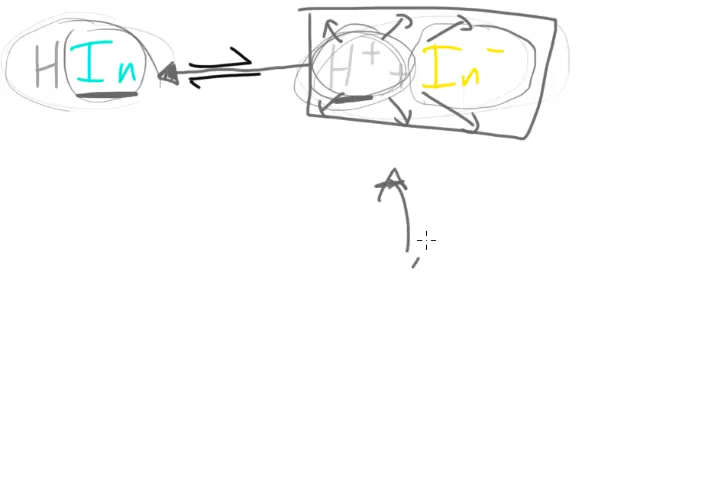 HIn ⇌ H⁺ + In⁻